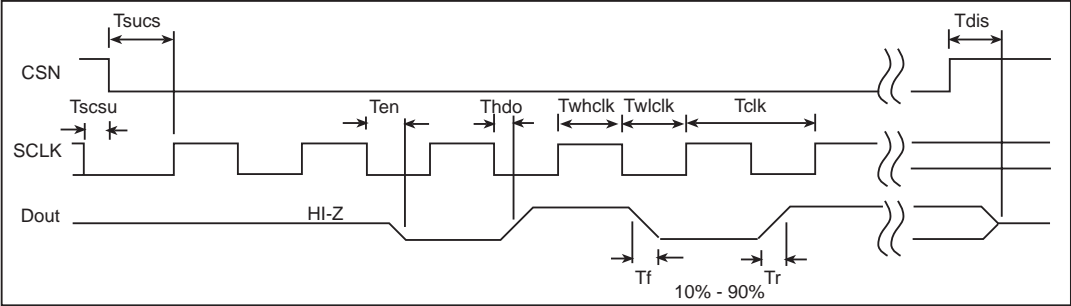 Tsucs
Tdis
CSN
Tscsu
Ten
Thdo
Twhclk
Twlclk
Tclk
SCLK
Dout
HI-Z
Tf
Tr
10% - 90%